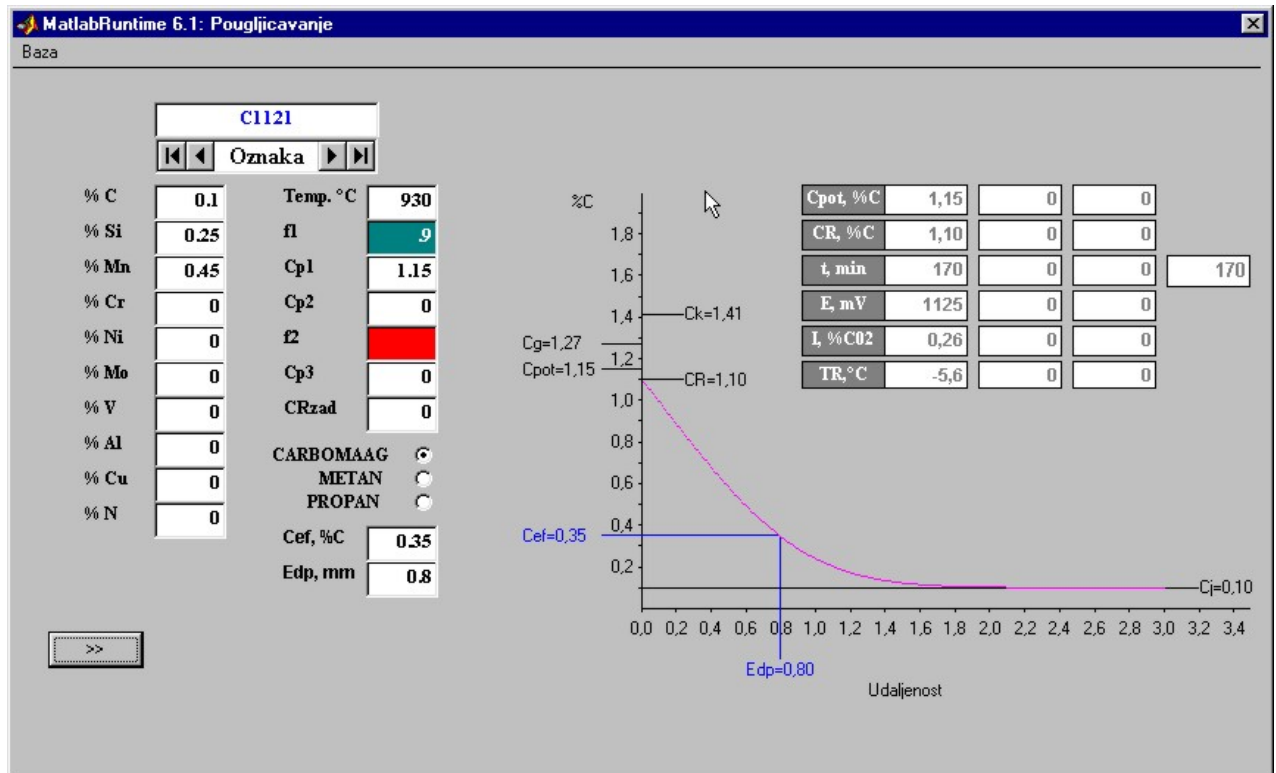 MatlabRuntime 6.1: Pougljicavanje
Baza
C1121
Oznaka
% C 0.1
% Si 0.25
% Mn 0.45
% Cr 0
% Ni 0
% Mo 0
% V 0
% Al 0
% Cu 0
% N 0
Temp. °C 930
f1 .9
Cp1 1.15
Cp2 0
f2
Cp3 0
CRzad 0
CARBOMAAG
METAN
PROPAN
Cef, %C 0.35
Edp, mm 0.8
>>
%C
1,8
1,6
1,4
1,2
1,0
0,8
0,6
0,4
0,2
Ck=1,41
Cg=1,27
Cpot=1,15
CR=1,10
Cef=0,35
Cj=0,10
0,0 0,2 0,4 0,6 0,8 1,0 1,2 1,4 1,6 1,8 2,0 2,2 2,4 2,6 2,8 3,0 3,2 3,4
Edp=0,80
Udaljenost
Cpot, %C 1,15 0 0
CR, %C 1,10 0 0
t, min 170 0 0 170
E, mV 1125 0 0
I, %C02 0,26 0 0
TR,°C -5,6 0 0